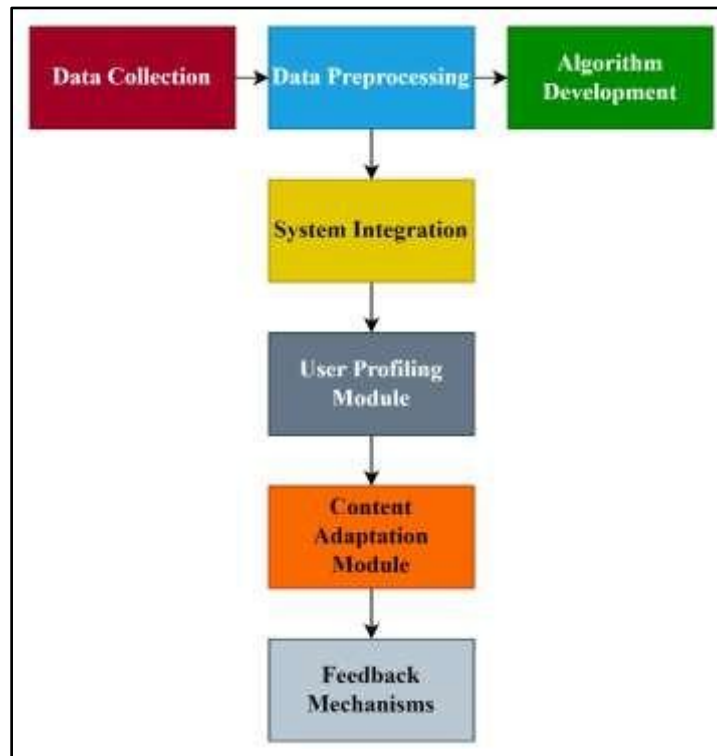 Data Collection
Data Preprocessing
Algorithm
Development
System Integration
User Profiling
Module
Content
Adaptation
Module
Feedback
Mechanisms